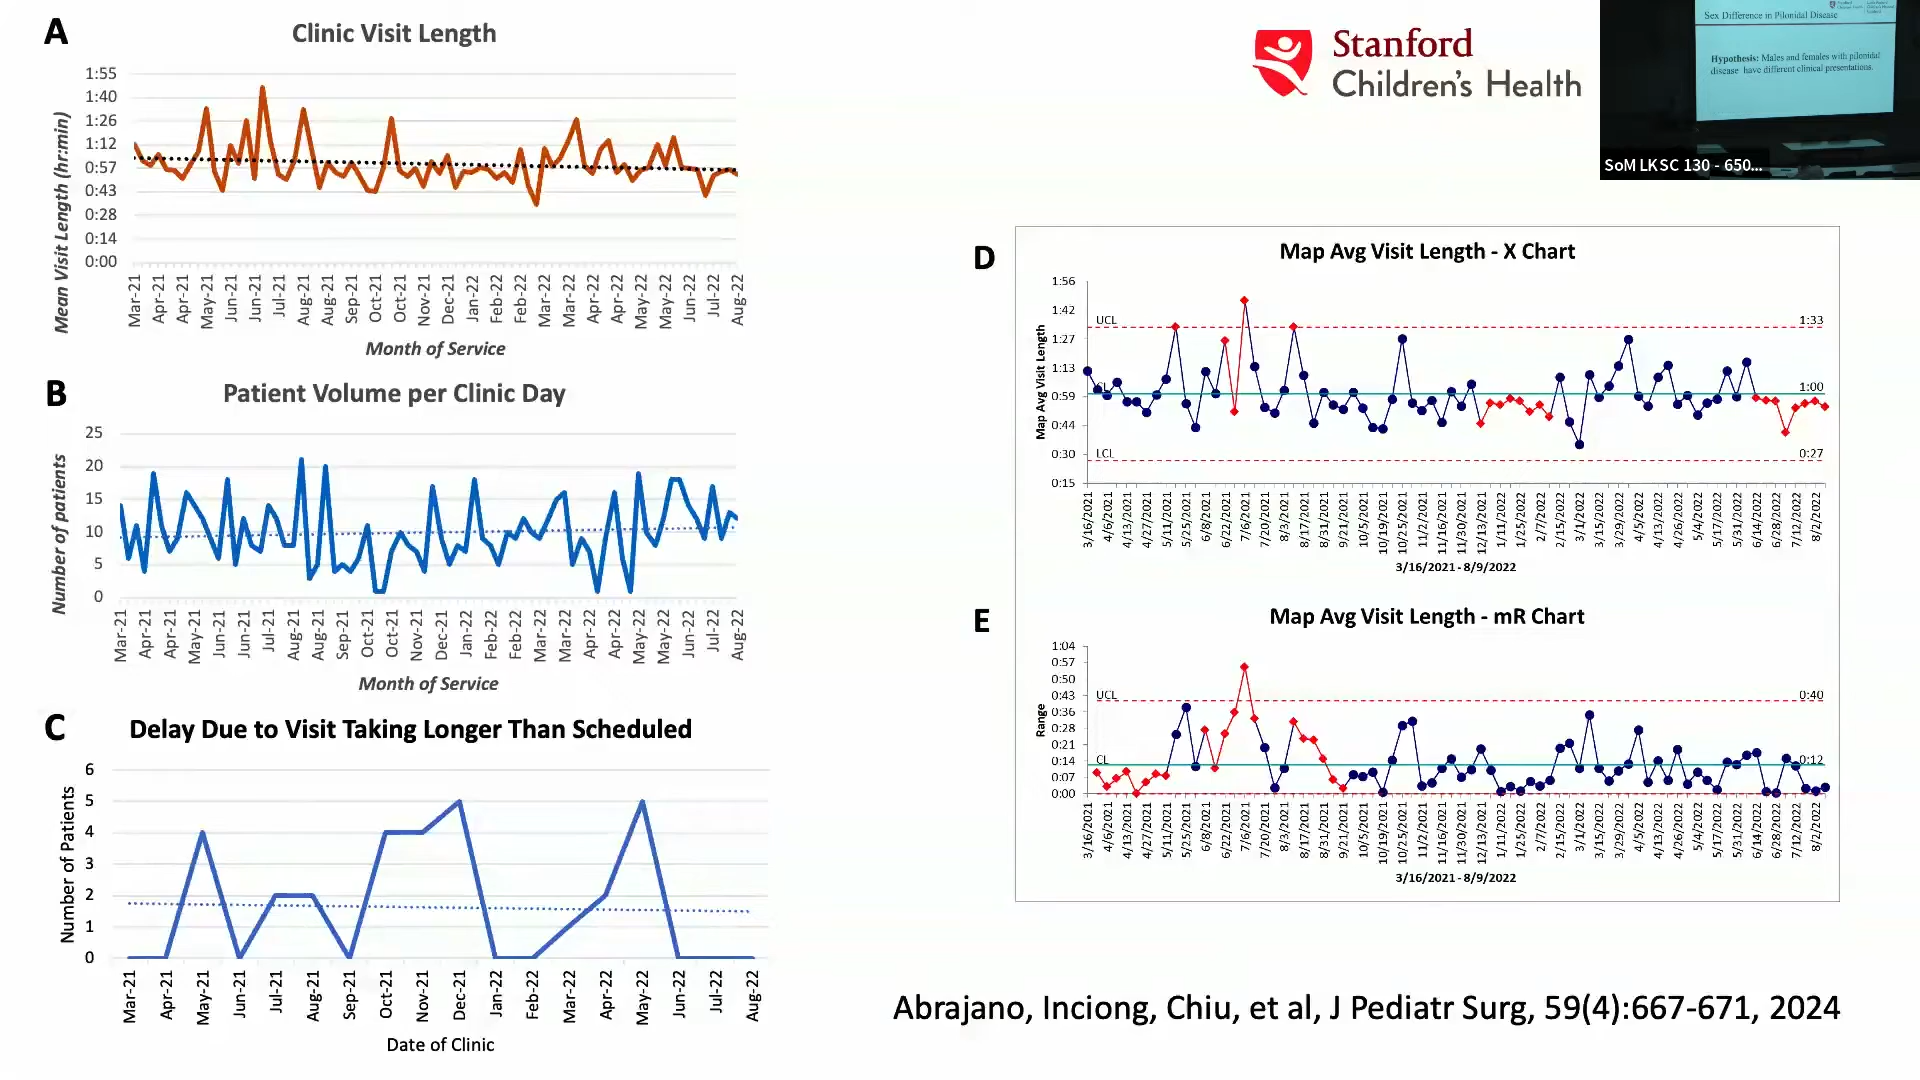 A
Clinic Visit Length
Mean Visit Length (hr:min)
1:55
1:40
1:26
1:12
0:57
0:43
0:28
0:14
0:00
Mar-21 Apr-21 Apr-21 May-21 Jun-21 Jun-21 Jul-21 Aug-21 Aug-21 Sep-21 Oct-21 Oct-21 Nov-21 Dec-21 Jan-22 Feb-22 Feb-22 Mar-22 Apr-22 Apr-22 May-22 May-22 Jun-22 Jul-22 Aug-22
Month of Service
B
Patient Volume per Clinic Day
Number of patients
25
20
15
10
5
0
Mar-21 Apr-21 Apr-21 May-21 Jun-21 Jun-21 Jul-21 Aug-21 Aug-21 Sep-21 Oct-21 Oct-21 Nov-21 Dec-21 Jan-22 Feb-22 Feb-22 Mar-22 Mar-22 Apr-22 Apr-22 May-22 May-22 Jun-22 Jul-22 Aug-22
Month of Service
C
Delay Due to Visit Taking Longer Than Scheduled
Number of Patients
6
5
4
3
2
1
0
Mar-21 Apr-21 May-21 Jun-21 Jul-21 Aug-21 Sep-21 Oct-21 Nov-21 Dec-21 Jan-22 Feb-22 Mar-22 Apr-22 May-22 Jun-22 Jul-22 Aug-22
Date of Clinic
Stanford
Children's Health
Sex Difference in Pilonidal Disease
Hypothesis: Males and females with pilonidal
disease have different clinical presentations.
SoM LKSC 130 - 650...
D
Map Avg Visit Length - X Chart
Map Avg Visit Length
1:56
1:42
1:27
1:13
0:59
0:44
0:30
0:15
UCL
1:33
CL
1:00
LCL
0:27
3/16/2021 4/6/2021 4/13/2021 4/27/2021 5/11/2021 5/25/2021 6/8/2021 6/22/2021 7/6/2021 7/20/2021 8/3/2021 8/17/2021 8/31/2021 9/21/2021 10/5/2021 10/19/2021 10/25/2021 11/2/2021 11/16/2021 11/30/2021 12/13/2021 1/11/2022 1/25/2022 2/7/2022 2/15/2022 3/1/2022 3/15/2022 3/29/2022 4/5/2022 4/13/2022 4/26/2022 5/4/2022 5/17/2022 5/31/2022 6/14/2022 6/28/2022 7/12/2022 8/2/2022
3/16/2021 - 8/9/2022
E
Map Avg Visit Length - mR Chart
Range
1:04
0:57
0:50
0:43
0:36
0:28
0:21
0:14
0:07
0:00
UCL
0:40
CL
0:12
3/16/2021 4/6/2021 4/13/2021 4/27/2021 5/11/2021 5/25/2021 6/8/2021 6/22/2021 7/6/2021 7/20/2021 8/3/2021 8/17/2021 8/31/2021 9/21/2021 10/5/2021 10/19/2021 10/25/2021 11/2/2021 11/16/2021 11/30/2021 12/13/2021 1/11/2022 1/25/2022 2/7/2022 2/15/2022 3/1/2022 3/15/2022 3/29/2022 4/5/2022 4/13/2022 4/26/2022 5/4/2022 5/17/2022 5/31/2022 6/14/2022 6/28/2022 7/12/2022 8/2/2022
3/16/2021 - 8/9/2022
Abrajano, Inciong, Chiu, et al, J Pediatr Surg, 59(4):667-671, 2024